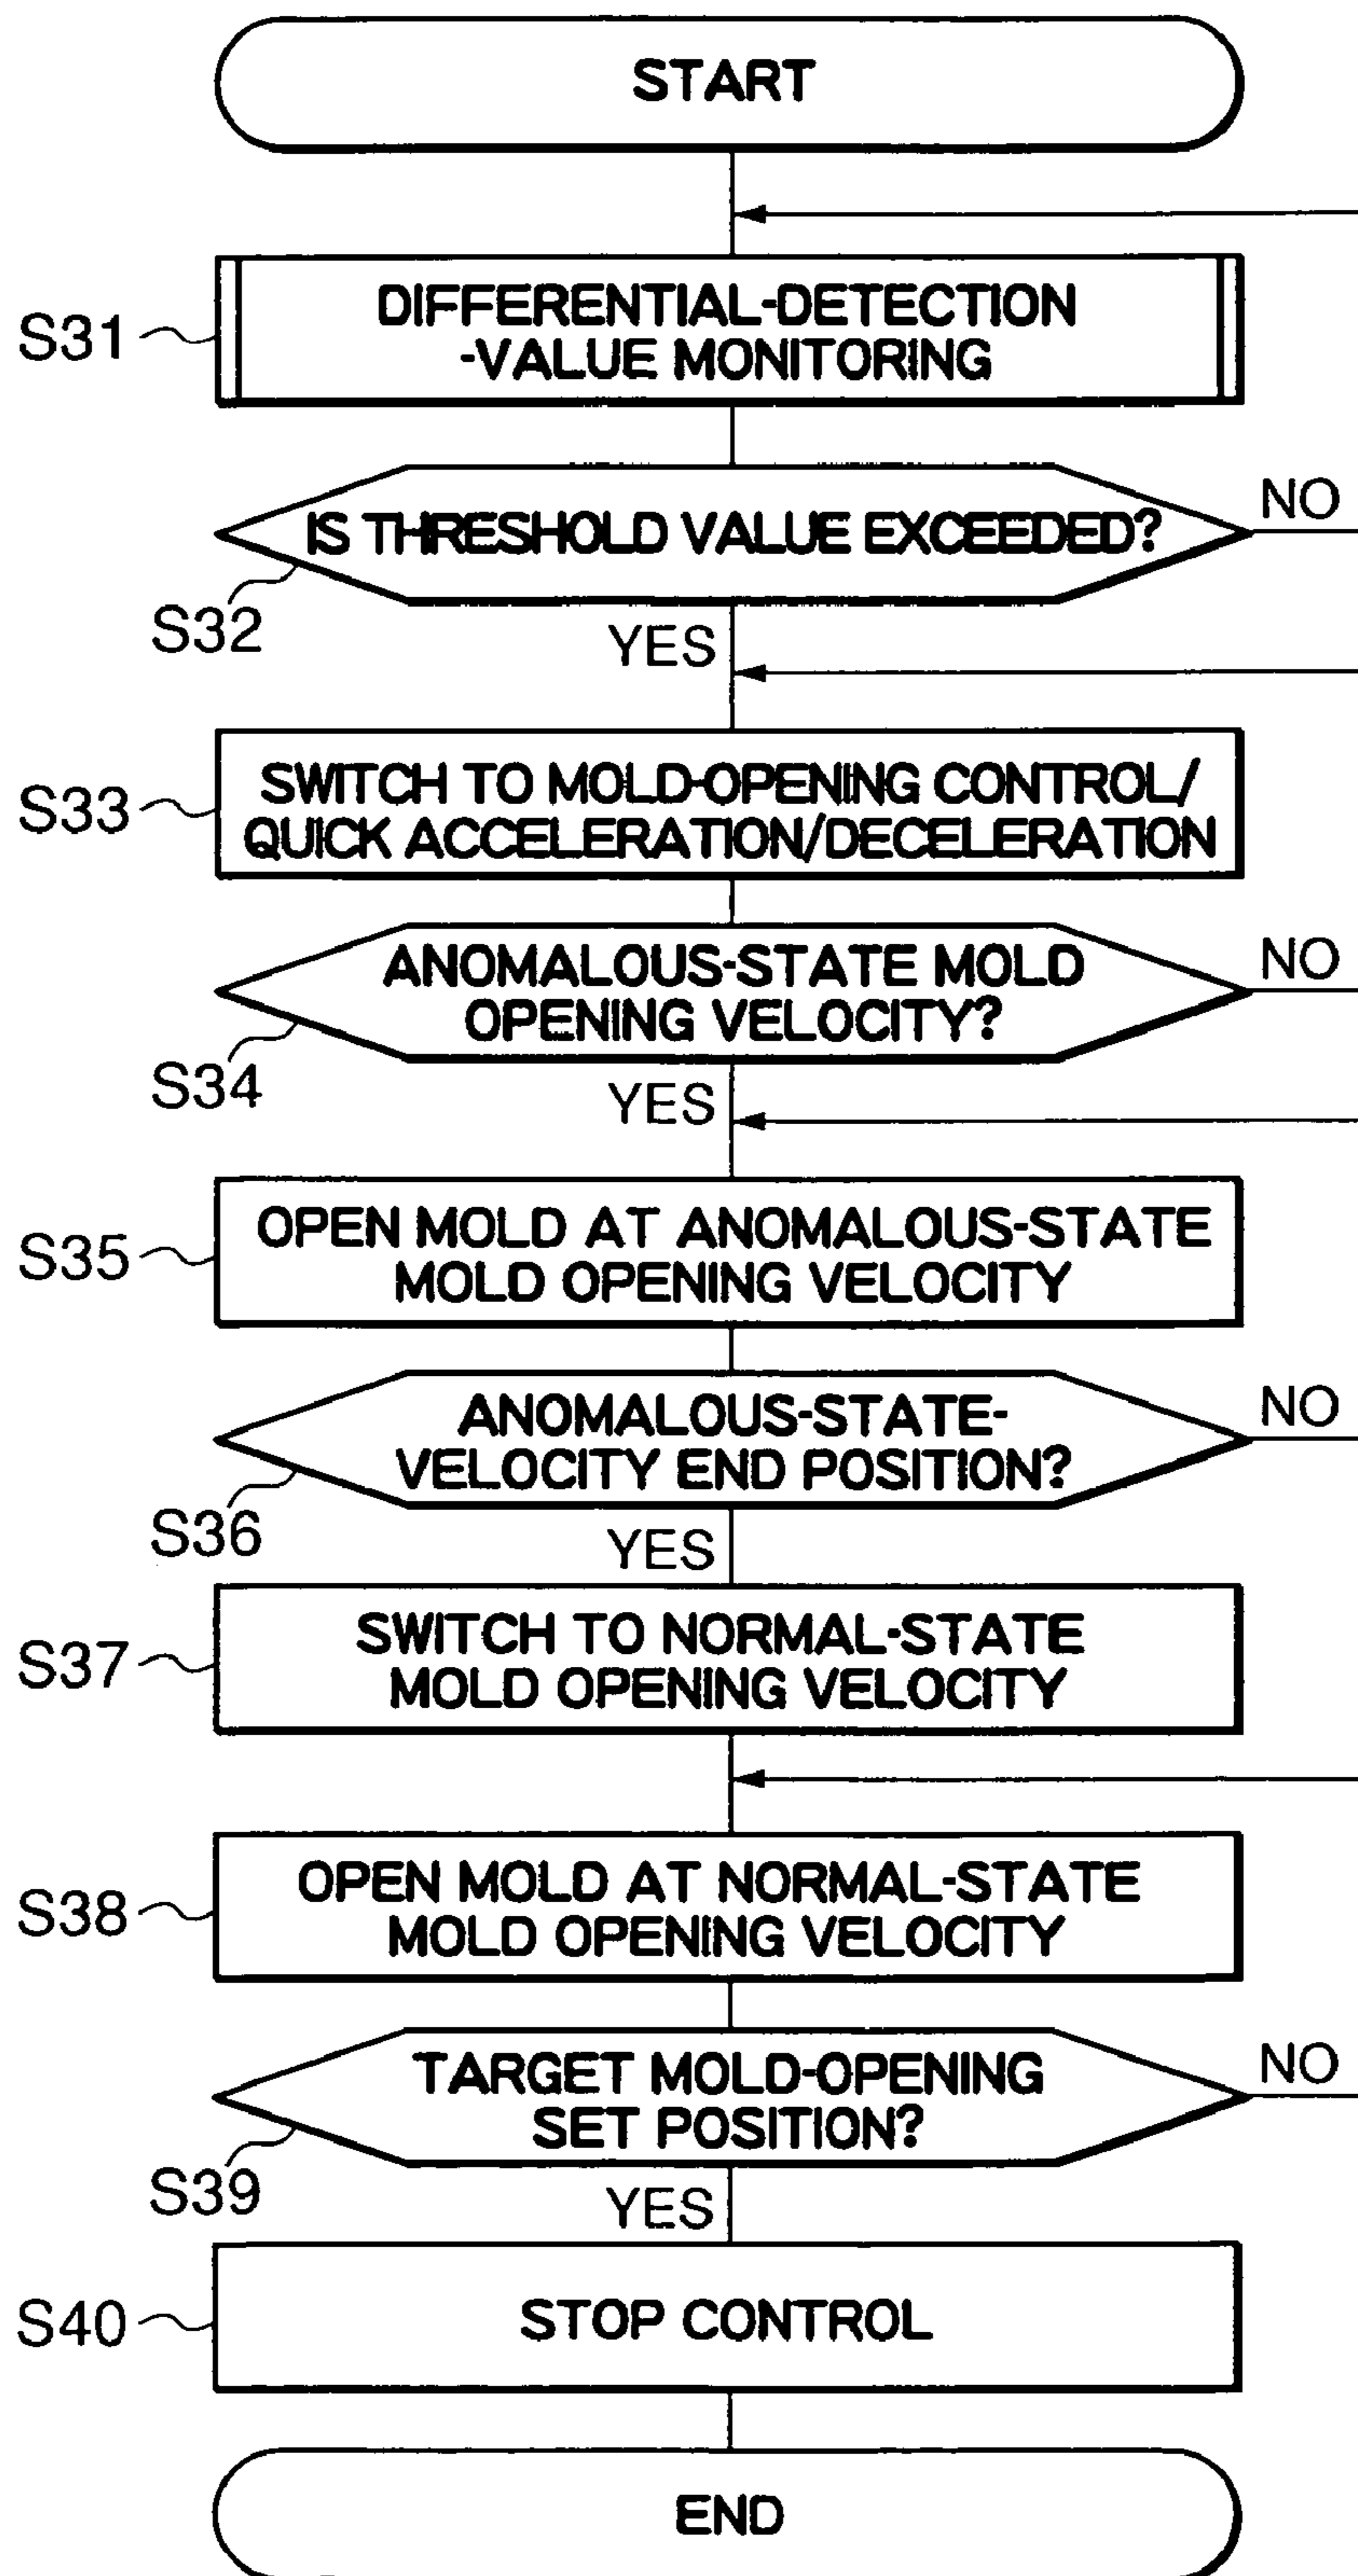 START
S31
DIFFERENTIAL-DETECTION
-VALUE MONITORING
IS THRESHOLD VALUE EXCEEDED?
NO
S32
YES
S33
SWITCH TO MOLD-OPENING CONTROL/
QUICK ACCELERATION/DECELERATION
ANOMALOUS-STATE MOLD
OPENING VELOCITY?
NO
S34
YES
S35
OPEN MOLD AT ANOMALOUS-STATE
MOLD OPENING VELOCITY
ANOMALOUS-STATE-
VELOCITY END POSITION?
NO
S36
YES
S37
SWITCH TO NORMAL-STATE
MOLD OPENING VELOCITY
S38
OPEN MOLD AT NORMAL-STATE
MOLD OPENING VELOCITY
TARGET MOLD-OPENING
SET POSITION?
NO
S39
YES
S40
STOP CONTROL
END